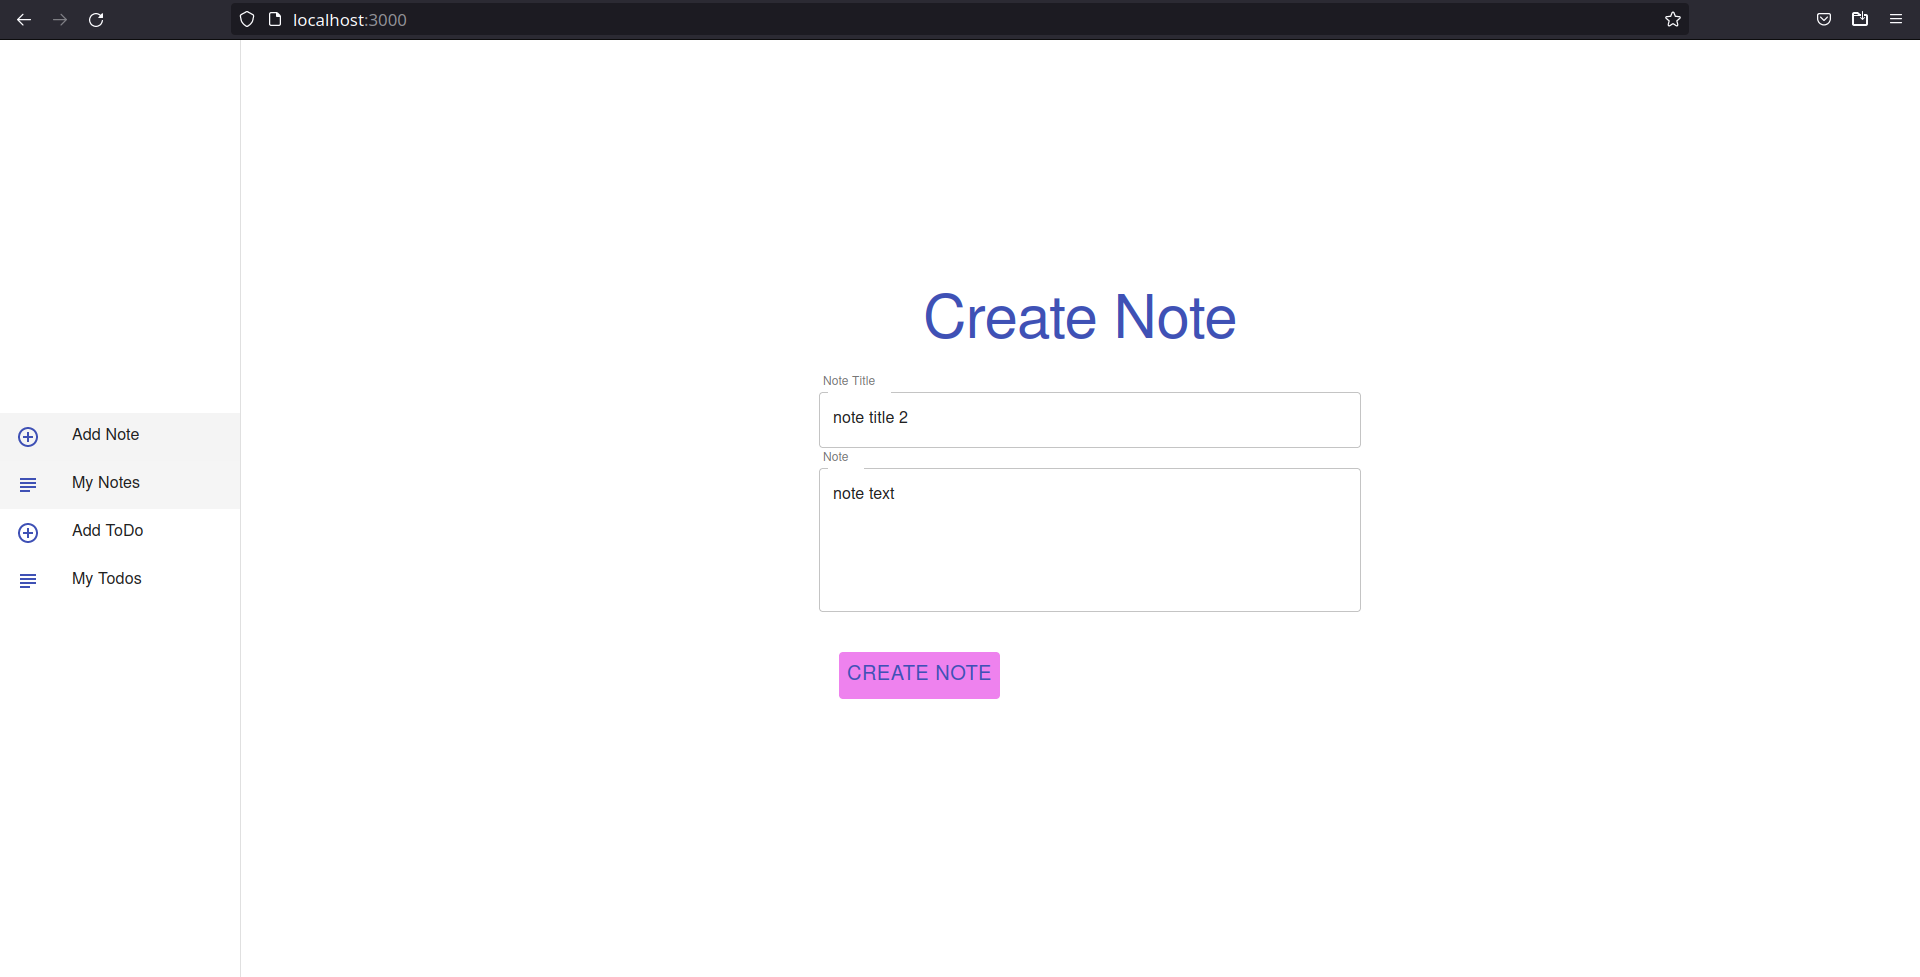 localhost:3000
Add Note
My Notes
Add ToDo
My Todos
Create Note
Note Title
note title 2
Note
note text
CREATE NOTE